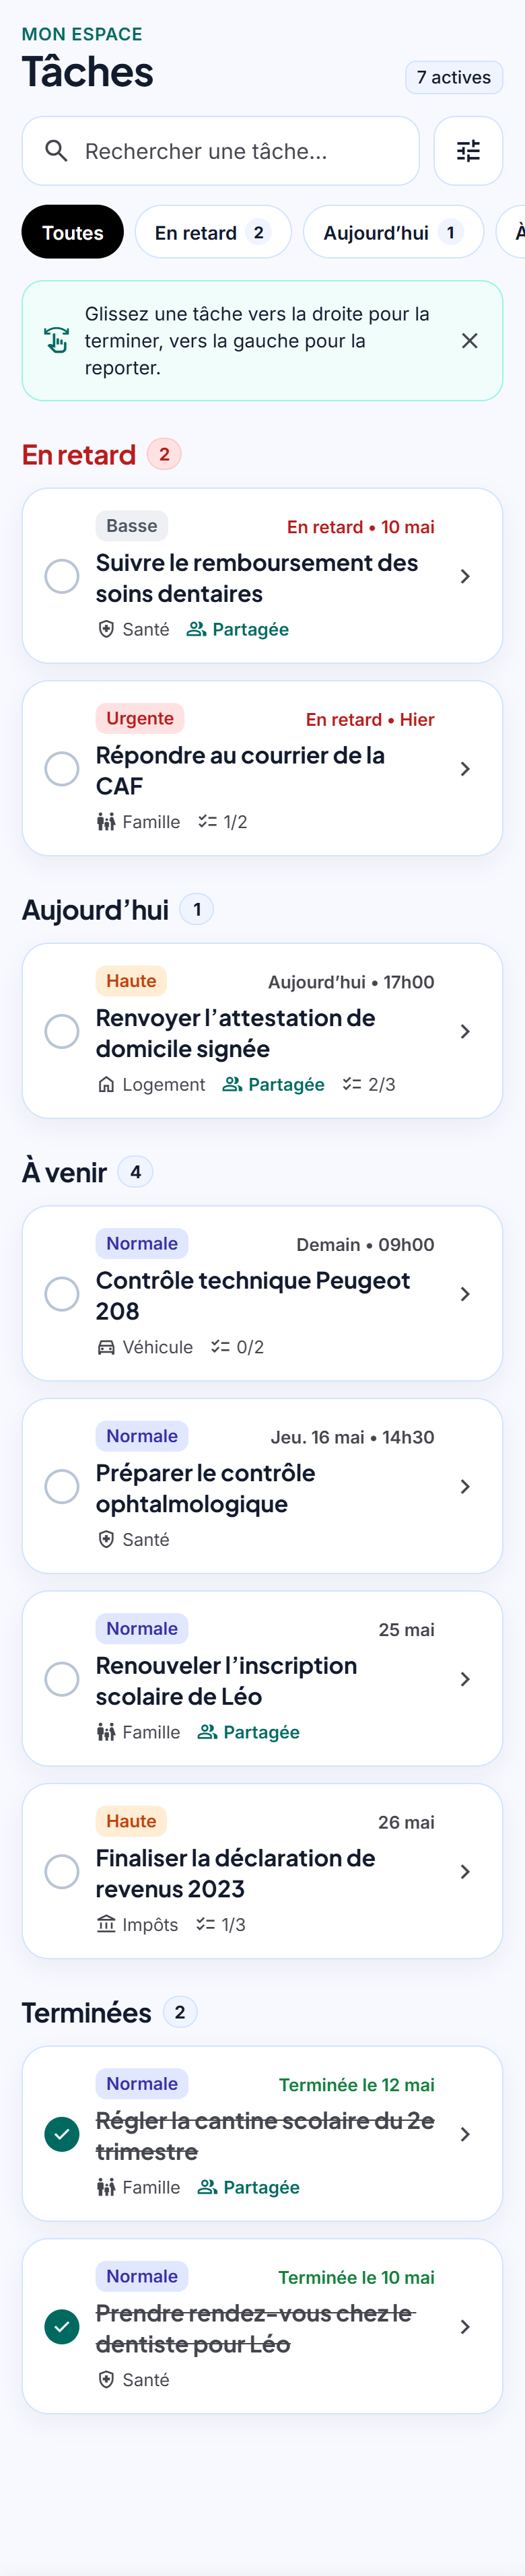 MON ESPACE
Tâches
7 actives
Rechercher une tâche...
Toutes
En retard 2
Aujourd’hui 1
À
Glissez une tâche vers la droite pour la
terminer, vers la gauche pour la
reporter.
En retard 2
Basse
En retard • 10 mai
Suivre le remboursement des
soins dentaires
Santé
Partagée
Urgente
En retard • Hier
Répondre au courrier de la
CAF
Famille
1/2
Aujourd’hui 1
Haute
Aujourd’hui • 17h00
Renvoyer l’attestation de
domicile signée
Logement
Partagée
2/3
À venir 4
Normale
Demain • 09h00
Contrôle technique Peugeot
208
Véhicule
0/2
Normale
Jeu. 16 mai • 14h30
Préparer le contrôle
ophtalmologique
Santé
Normale
25 mai
Renouveler l’inscription
scolaire de Léo
Famille
Partagée
Haute
26 mai
Finaliser la déclaration de
revenus 2023
Impôts
1/3
Terminées 2
Normale
Terminée le 12 mai
Régler la cantine scolaire du 2e
trimestre
Famille
Partagée
Normale
Terminée le 10 mai
Prendre rendez-vous chez le
dentiste pour Léo
Santé